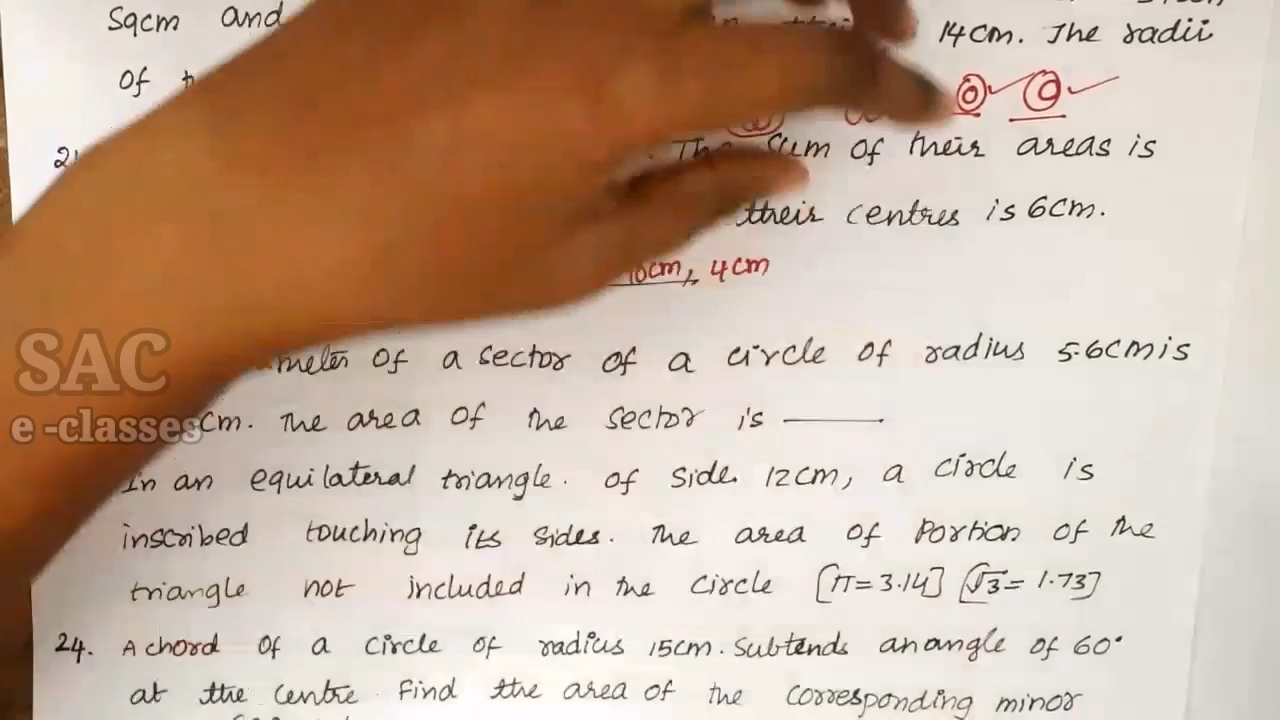 Sqcm and 14cm. The radii
Of
The sum of their areas is
their centres is 6cm.
10cm, 4cm
meter of a sector of a circle of radius 5.6cm is
cm. The area of the sector is ———
In an equilateral triangle. of side 12cm, a circle is
inscribed touching its sides. The area of Portion of the
triangle not included in the circle [π = 3.14] [√3 = 1.73]
24. A chord of a circle of radius 15cm. Subtends an angle of 60°
at the centre. Find the area of the corresponding minor
SAC
e-classes